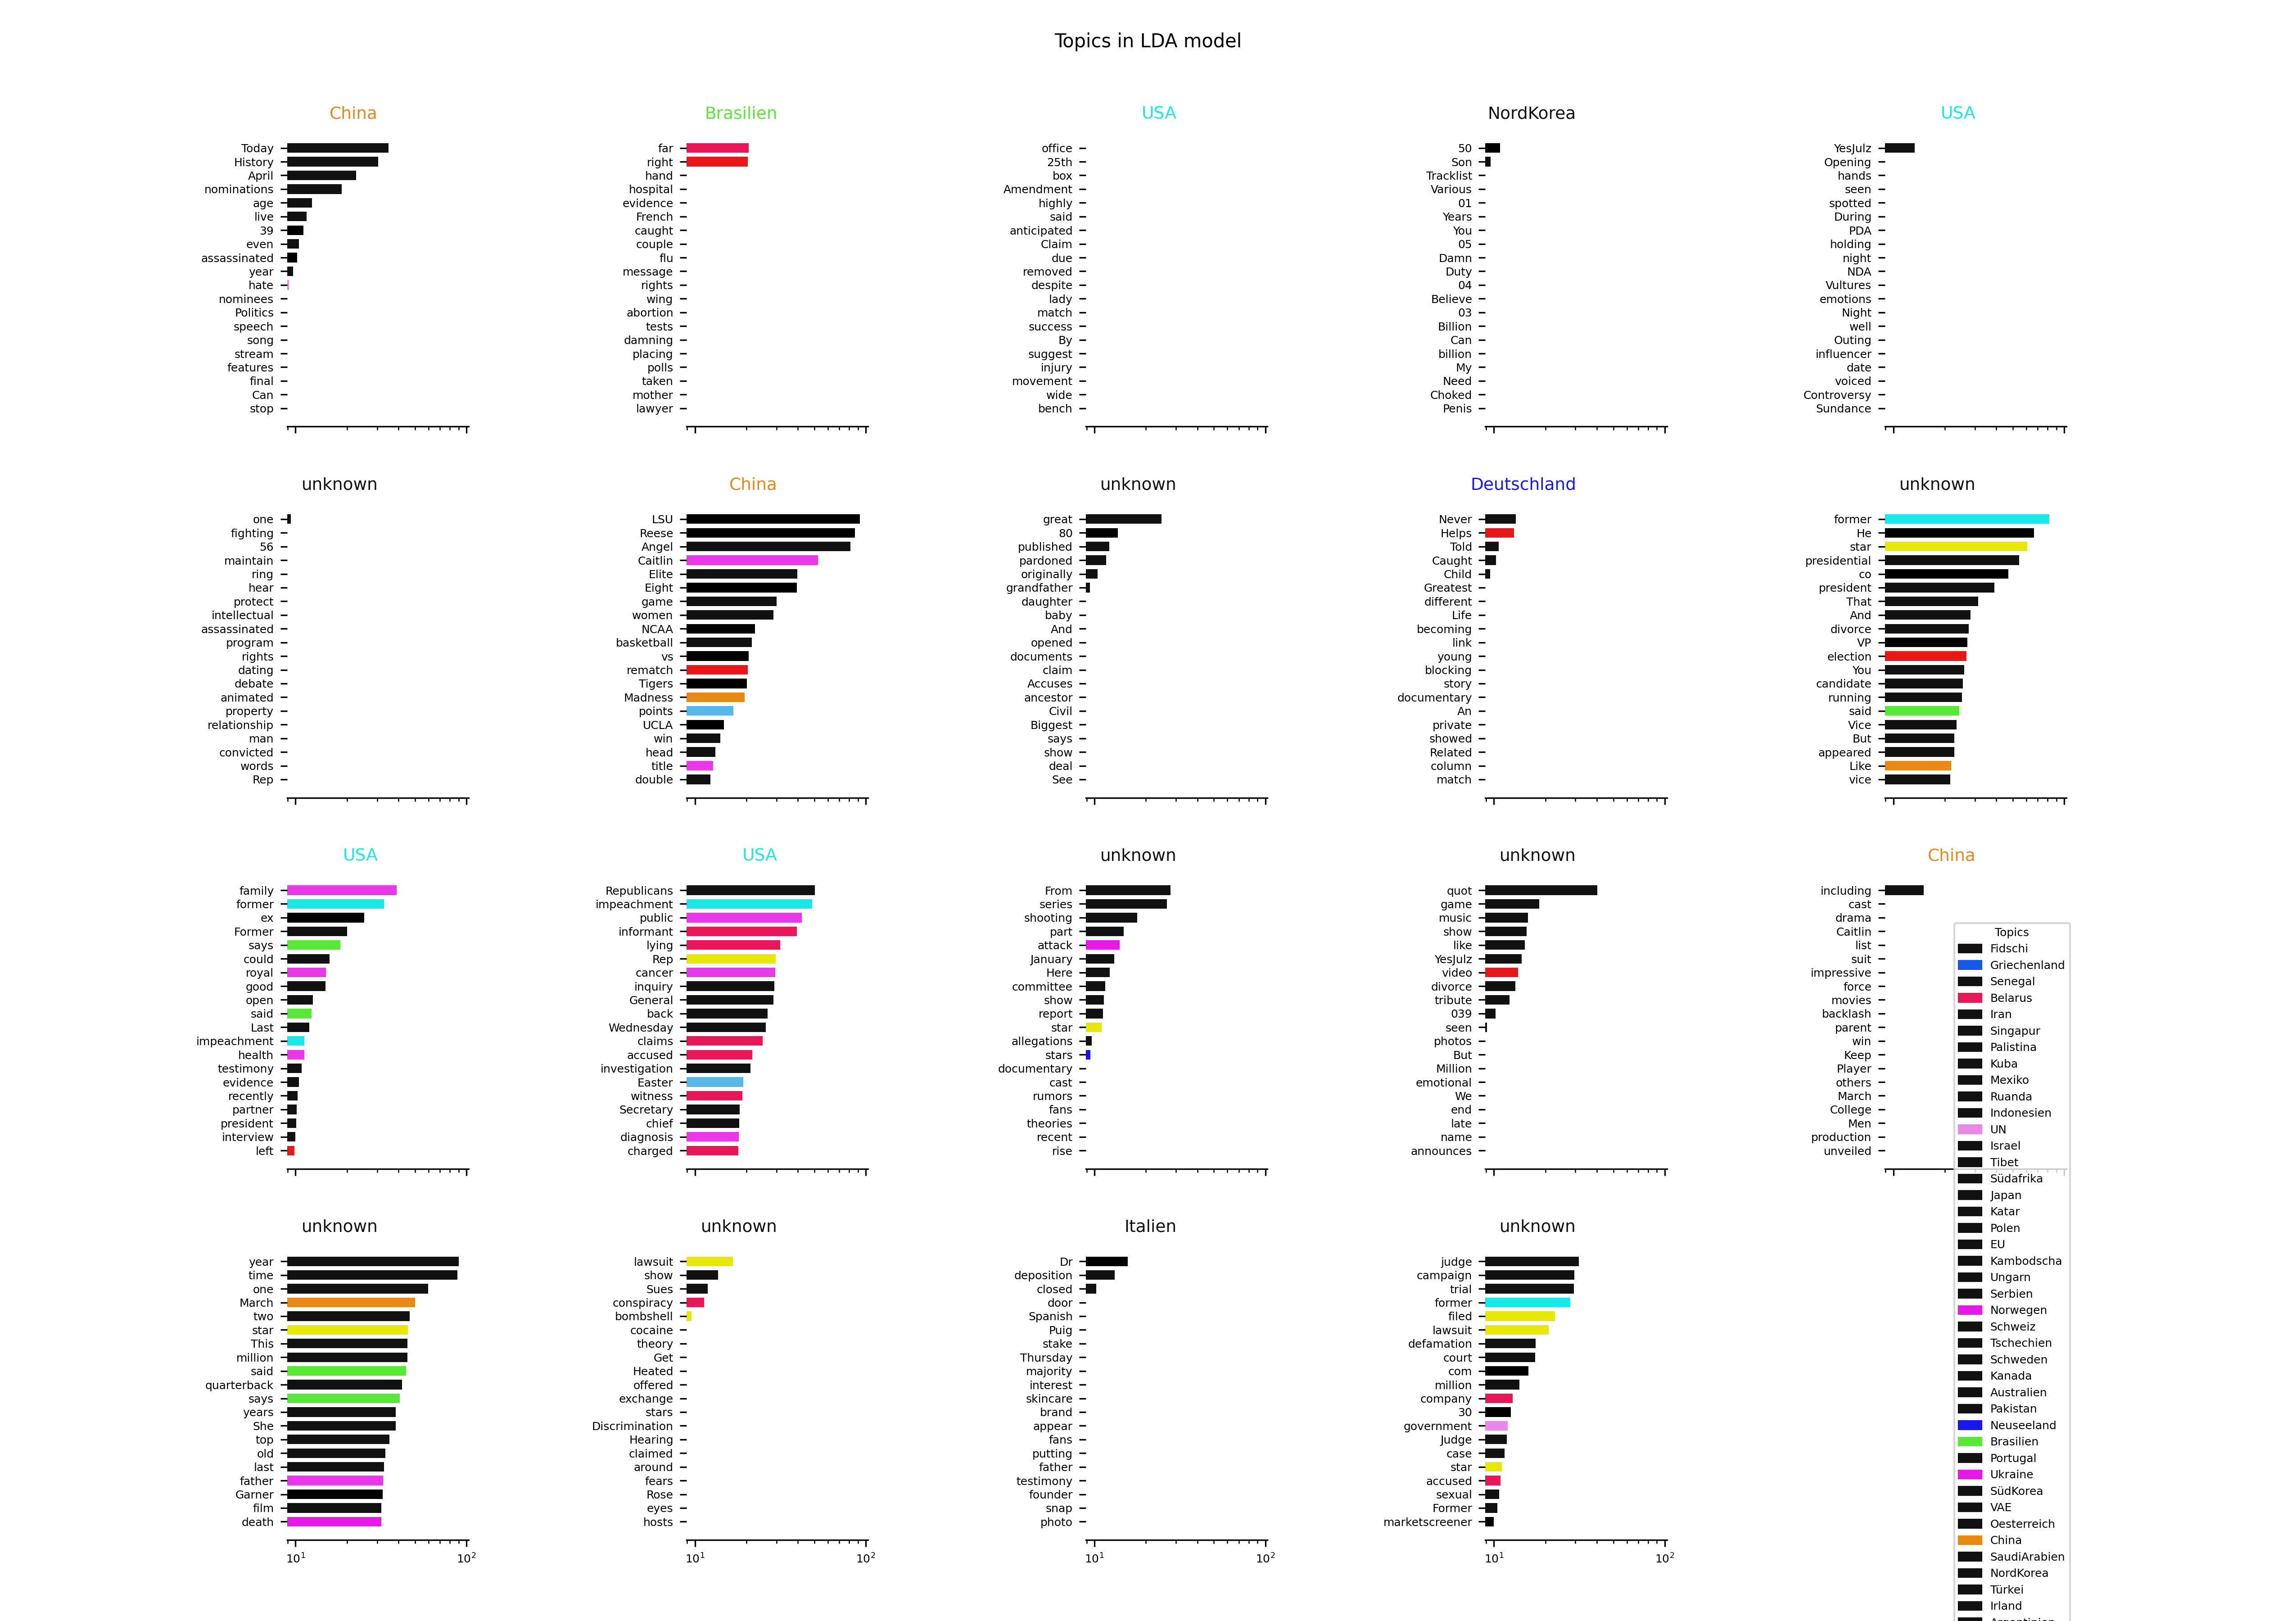 Topics in LDA model
China
Today
History
April
nominations
age
live
39
even
assassinated
year
hate
nominees
Politics
speech
song
stream
features
final
Can
stop
Brasilien
far
right
hand
hospital
evidence
French
caught
couple
flu
message
rights
wing
abortion
tests
damning
placing
polls
taken
mother
lawyer
USA
office
25th
box
Amendment
highly
said
anticipated
Claim
due
removed
despite
lady
match
success
By
suggest
injury
movement
wide
bench
NordKorea
50
Son
Tracklist
Various
01
Years
You
05
Damn
Duty
04
Believe
03
Billion
Can
billion
My
Need
Choked
Penis
USA
YesJulz
Opening
hands
seen
spotted
During
PDA
holding
night
NDA
Vultures
emotions
Night
well
Outing
influencer
date
voiced
Controversy
Sundance
unknown
one
fighting
56
maintain
ring
hear
protect
intellectual
assassinated
program
rights
dating
debate
animated
property
relationship
man
convicted
words
Rep
China
LSU
Reese
Angel
Caitlin
Elite
Eight
game
women
NCAA
basketball
vs
rematch
Tigers
Madness
points
UCLA
win
head
title
double
unknown
great
80
published
pardoned
originally
grandfather
daughter
baby
And
opened
documents
claim
Accuses
ancestor
Civil
Biggest
says
show
deal
See
Deutschland
Never
Helps
Told
Caught
Child
Greatest
different
Life
becoming
link
young
blocking
story
documentary
An
private
showed
Related
column
match
unknown
former
He
star
presidential
co
president
That
And
divorce
VP
election
You
candidate
running
said
Vice
But
appeared
Like
vice
USA
family
former
ex
Former
says
could
royal
good
open
said
Last
impeachment
health
testimony
evidence
recently
partner
president
interview
left
USA
Republicans
impeachment
public
informant
lying
Rep
cancer
inquiry
General
back
Wednesday
claims
accused
investigation
Easter
witness
Secretary
chief
diagnosis
charged
unknown
From
series
shooting
part
attack
January
Here
committee
show
report
star
allegations
stars
documentary
cast
rumors
fans
theories
recent
rise
unknown
quot
game
music
show
like
YesJulz
video
divorce
tribute
039
seen
photos
But
Million
emotional
We
end
late
name
announces
China
including
cast
drama
Caitlin
list
suit
impressive
force
movies
backlash
parent
win
Keep
Player
others
March
College
Men
production
unveiled
unknown
year
time
one
March
two
star
This
million
said
quarterback
says
years
She
top
old
last
father
Garner
film
death
10^1
10^2
unknown
lawsuit
show
Sues
conspiracy
bombshell
cocaine
theory
Get
Heated
offered
exchange
stars
Discrimination
Hearing
claimed
around
fears
Rose
eyes
hosts
10^1
10^2
Italien
Dr
deposition
closed
door
Spanish
Puig
stake
Thursday
majority
interest
skincare
brand
appear
fans
putting
father
testimony
founder
snap
photo
10^1
10^2
unknown
judge
campaign
trial
former
filed
lawsuit
defamation
court
com
million
company
30
government
Judge
case
star
accused
sexual
Former
marketscreener
10^1
10^2
Topics
Fidschi
Griechenland
Senegal
Belarus
Iran
Singapur
Palistina
Kuba
Mexiko
Ruanda
Indonesien
UN
Israel
Tibet
Südafrika
Japan
Katar
Polen
EU
Kambodscha
Ungarn
Serbien
Norwegen
Schweiz
Tschechien
Schweden
Kanada
Australien
Pakistan
Neuseeland
Brasilien
Portugal
Ukraine
SüdKorea
VAE
Oesterreich
China
SaudiArabien
NordKorea
Türkei
Irland